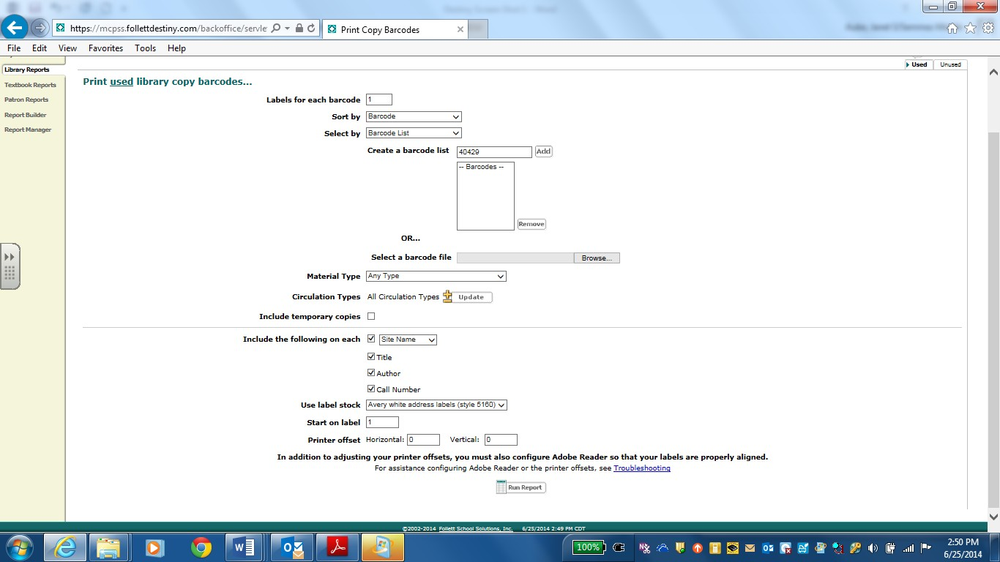 https://mcpss.follettdestiny.com/backoffice/servle
Print Copy Barcodes
File Edit View Favorites Tools Help
Library Reports
Textbook Reports
Patron Reports
Report Builder
Report Manager
Used Unused
Print used library copy barcodes...
Labels for each barcode 1
Sort by Barcode
Select by Barcode List
Create a barcode list 40429 Add
-- Barcodes --
Remove
OR...
Select a barcode file Browse...
Material Type Any Type
Circulation Types All Circulation Types Update
Include temporary copies
Include the following on each Site Name
Title
Author
Call Number
Use label stock Avery white address labels (style 5160)
Start on label 1
Printer offset Horizontal: 0 Vertical: 0
In addition to adjusting your printer offsets, you must also configure Adobe Reader so that your labels are properly aligned.
For assistance configuring Adobe Reader or the printer offsets, see Troubleshooting
Run Report
©2002-2014 Follett School Solutions, Inc. 6/25/2014 2:49 PM CDT
100%
2:50 PM
6/25/2014